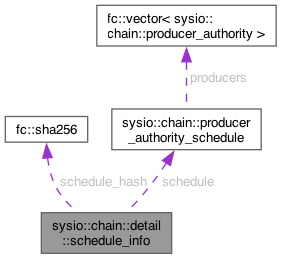 fc::vector< sysio::
chain::producer_authority >
producers
fc::sha256
sysio::chain::producer
_authority_schedule
schedule_hash
schedule
sysio::chain::detail
::schedule_info